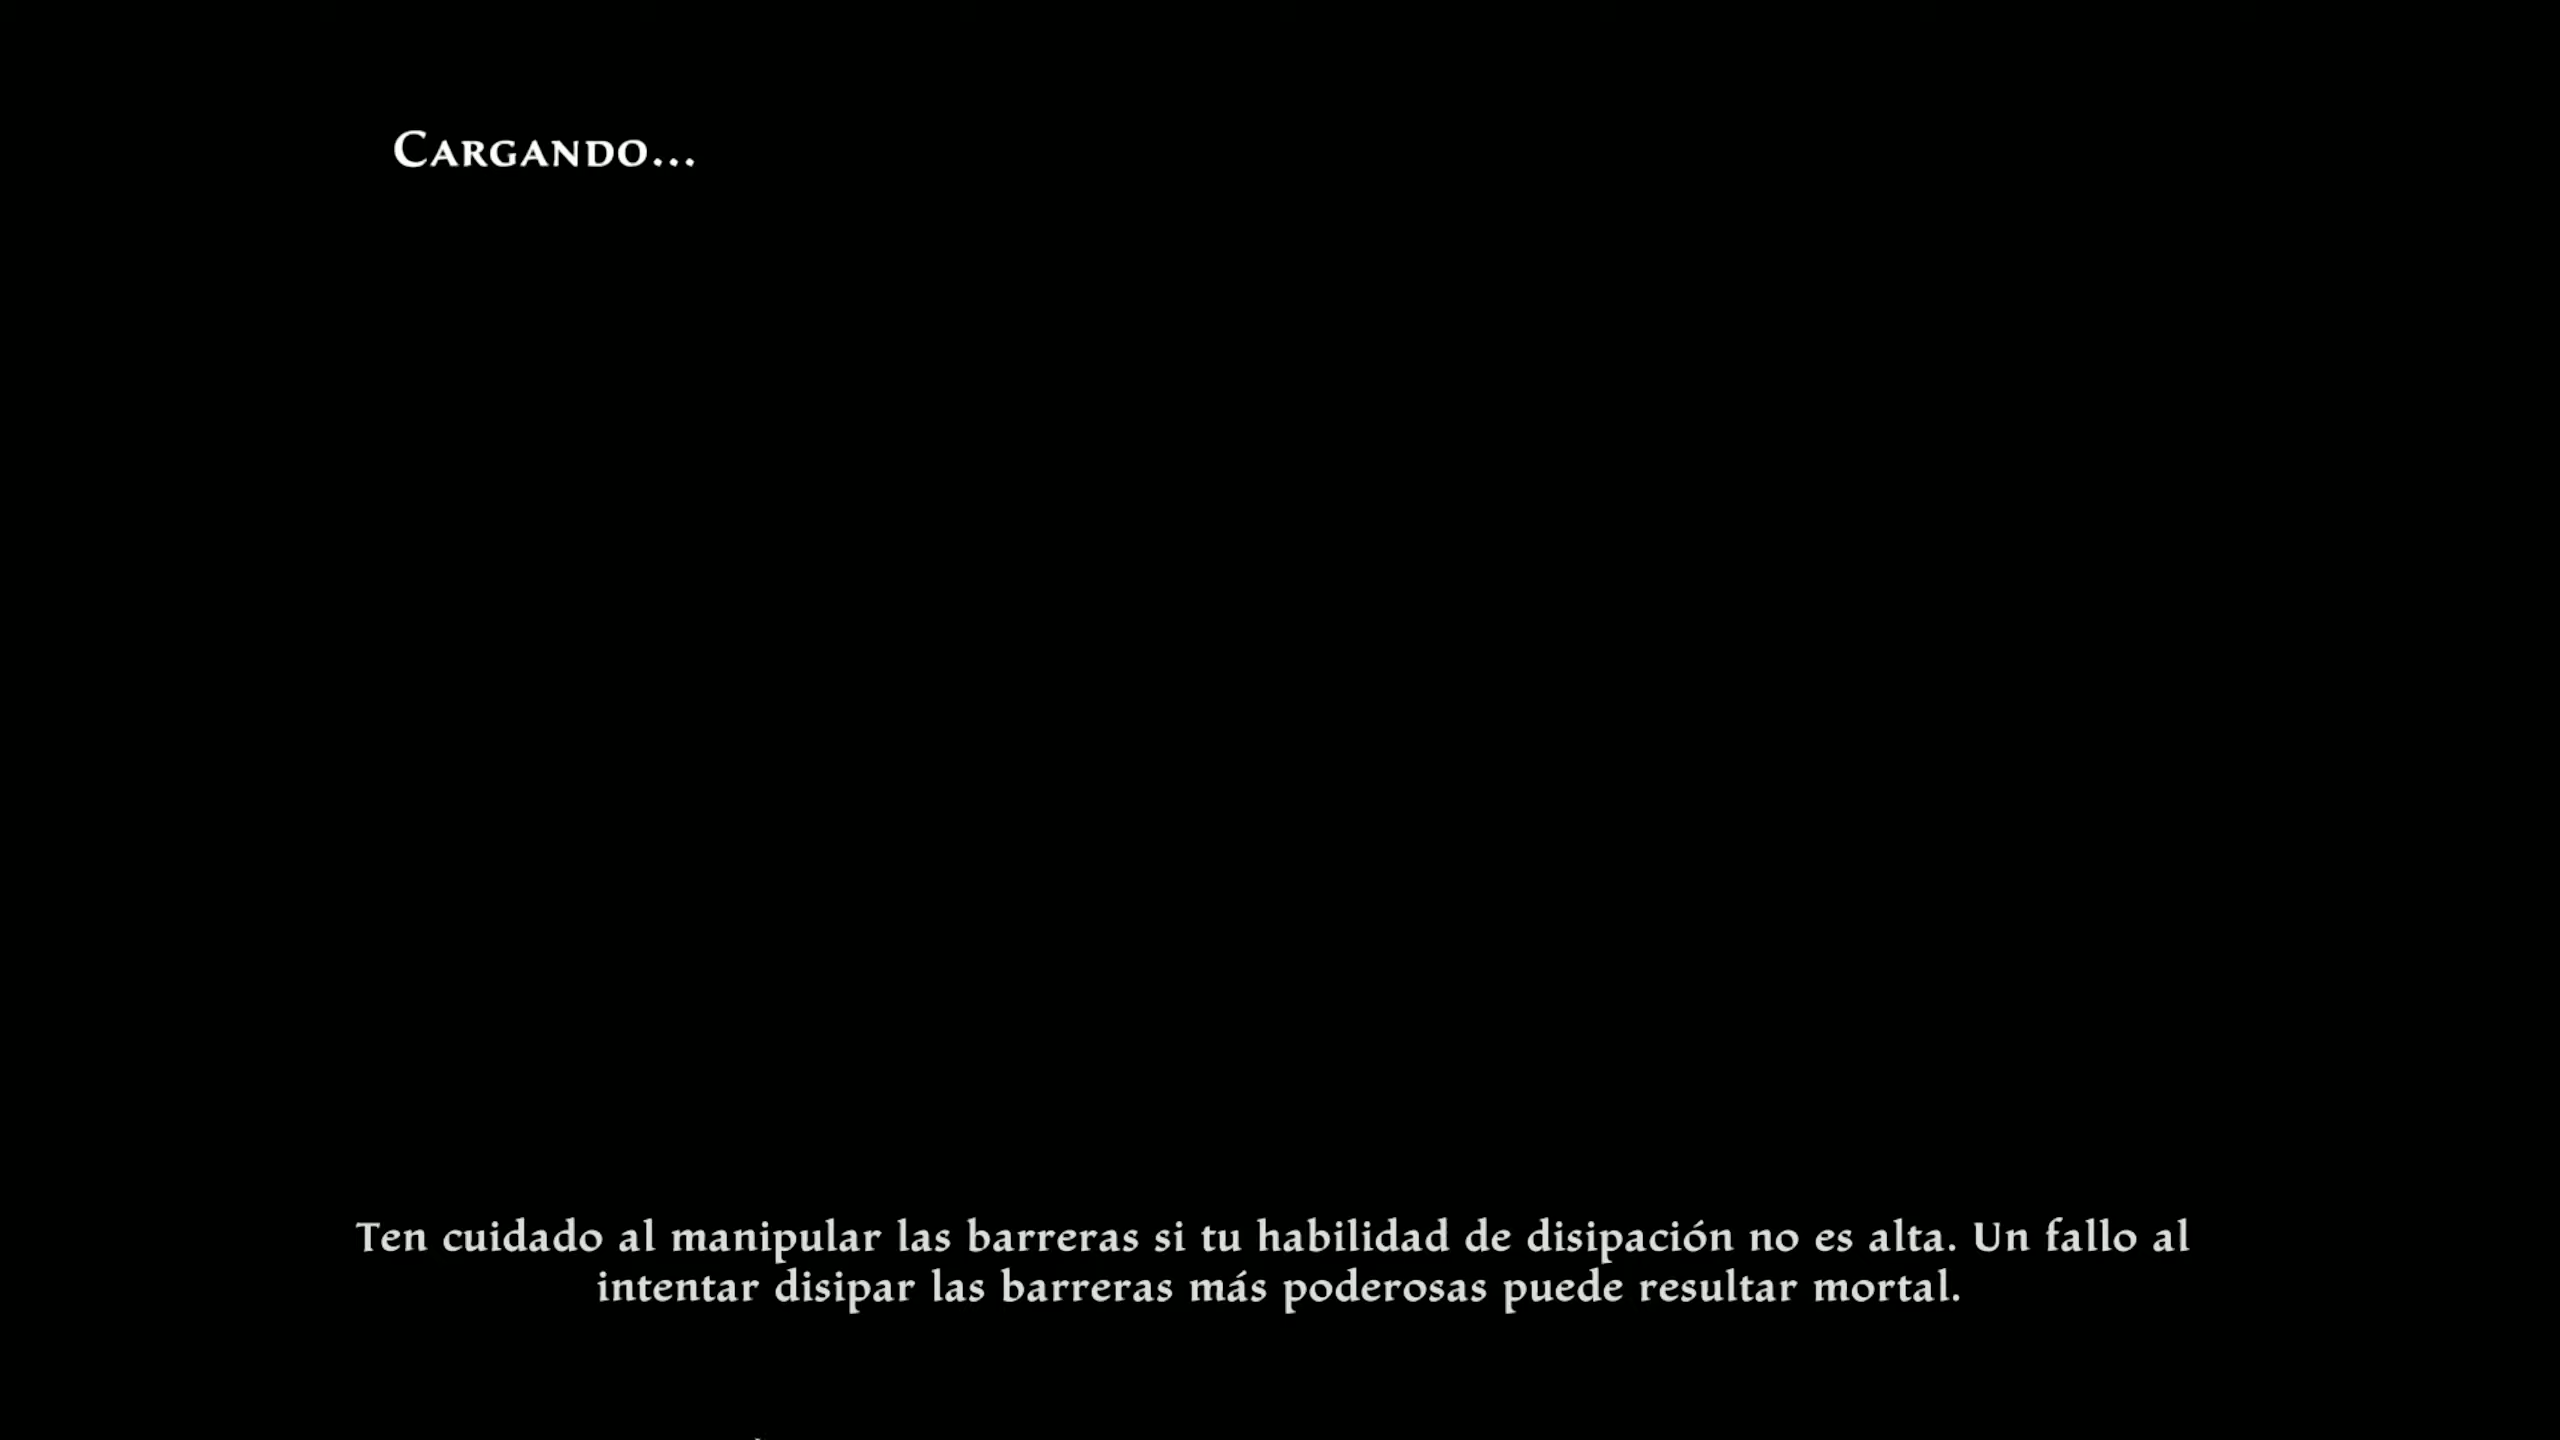 Cargando...
Ten cuidado al manipular las barreras si tu habilidad de disipación no es alta. Un fallo al
intentar disipar las barreras más poderosas puede resultar mortal.